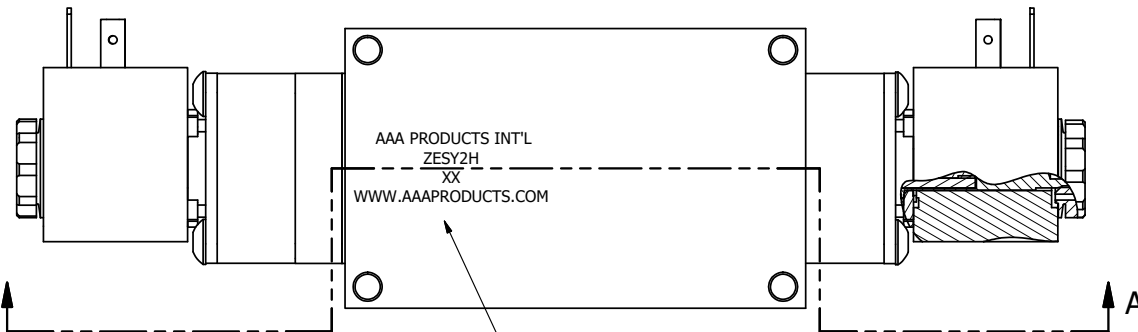 AAA PRODUCTS INT'L
ZESY2H
XX
WWW.AAAPRODUCTS.COM
A